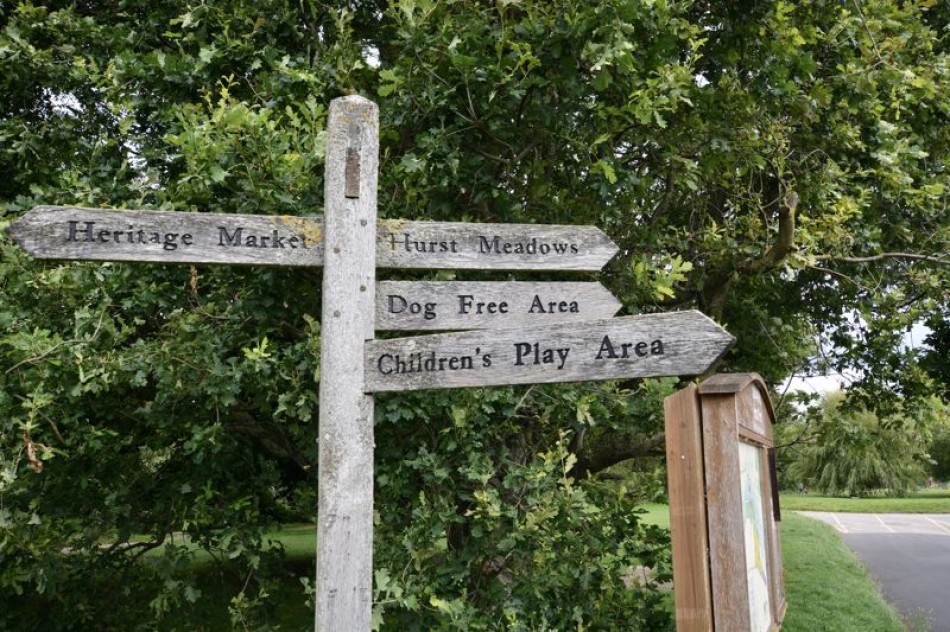 Heritage Market
Hurst Meadows
Dog Free Area
Children's Play Area